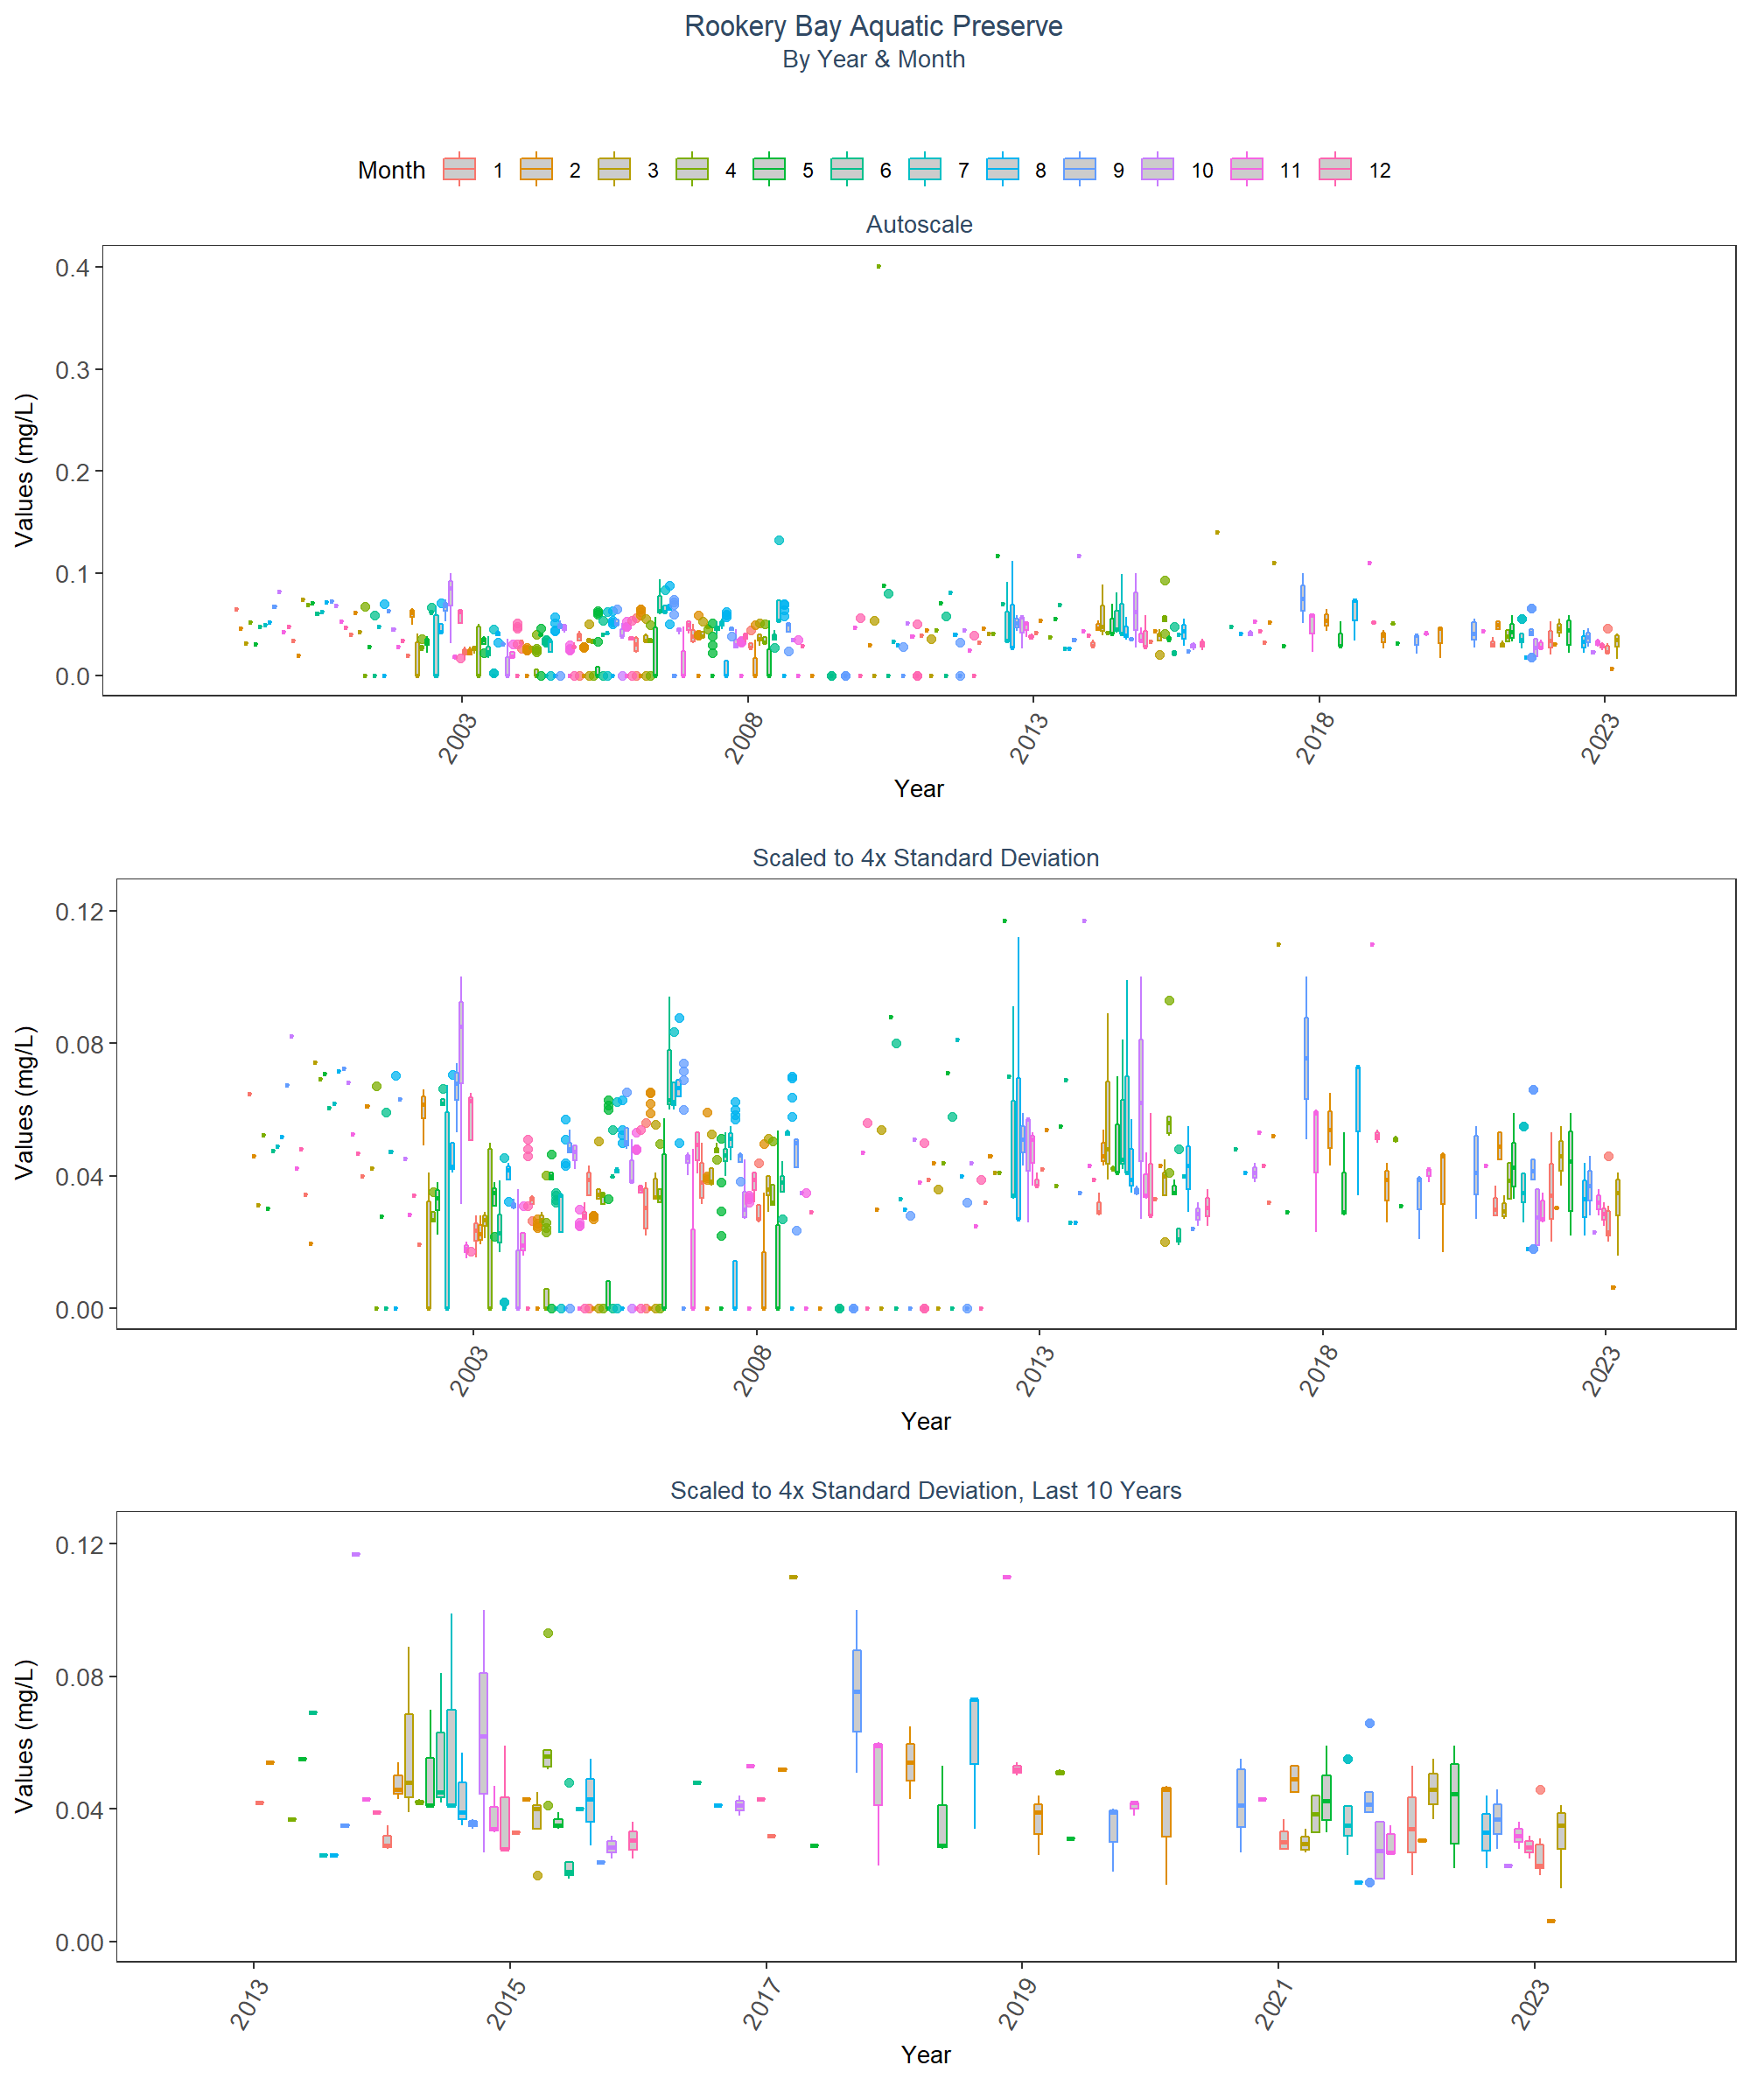 Rookery Bay Aquatic Preserve
By Year & Month
Month 1 2 3 4 5 6 7 8 9 10 11 12
Autoscale
0.4
0.3
0.2
0.1
0.0
Values (mg/L)
2003 2008 2013 2018 2023
Year
Scaled to 4x Standard Deviation
0.12
0.08
0.04
0.00
Values (mg/L)
2003 2008 2013 2018 2023
Year
Scaled to 4x Standard Deviation, Last 10 Years
0.12
0.08
0.04
0.00
Values (mg/L)
2013 2015 2017 2019 2021 2023
Year